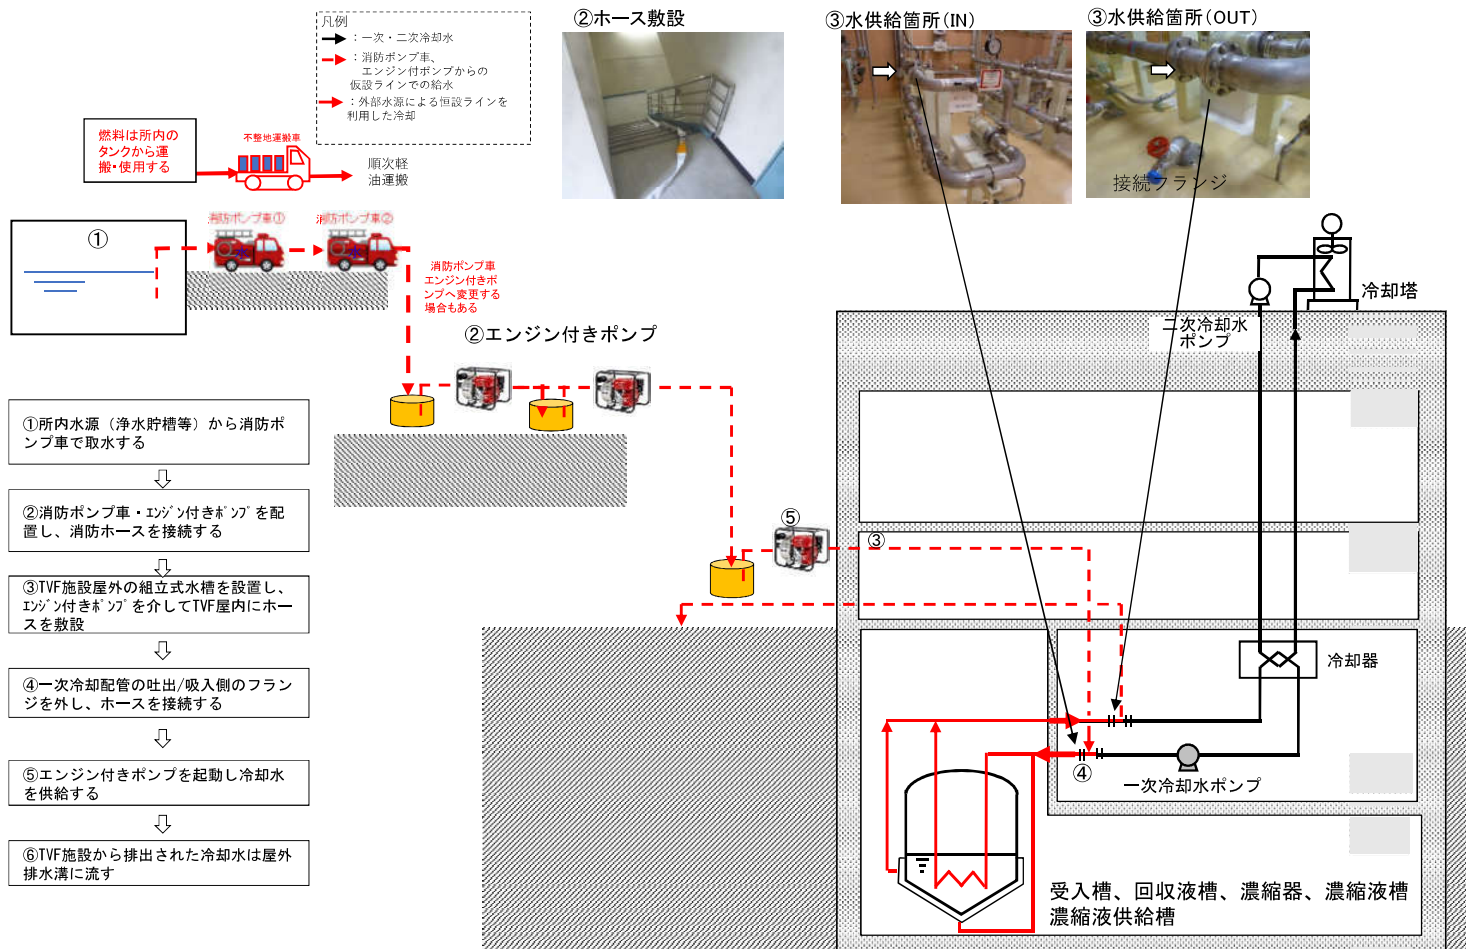 凡例
：一次・二次冷却水
：消防ポンプ車、
エンジン付ポンプからの
仮設ラインでの給水
：外部水源による恒設ラインを
利用した冷却
②ホース敷設
③水供給箇所(IN)
③水供給箇所(OUT)
接続フランジ
燃料は所内の
タンクから運
搬・使用する
不整地運搬車
順次軽
油運搬
①
消防ポンプ車①
消防ポンプ車②
消防ポンプ車
エンジン付きポ
ンプへ変更する
場合もある
②エンジン付きポンプ
冷却塔
二次冷却水
ポンプ
①所内水源（浄水貯槽等）から消防ポ
ンプ車で取水する
②消防ポンプ車・ｴﾝｼﾞﾝ付きﾎﾟﾝﾌﾟを配
置し、消防ホースを接続する
③TVF施設屋外の組立式水槽を設置し、
ｴﾝｼﾞﾝ付きﾎﾟﾝﾌﾟを介してTVF屋内にホー
スを敷設
④一次冷却配管の吐出/吸入側のフラン
ジを外し、ホースを接続する
⑤エンジン付きポンプを起動し冷却水
を供給する
⑥TVF施設から排出された冷却水は屋外
排水溝に流す
⑤
③
冷却器
④
一次冷却水ポンプ
受入槽、回収液槽、濃縮器、濃縮液槽
濃縮液供給槽